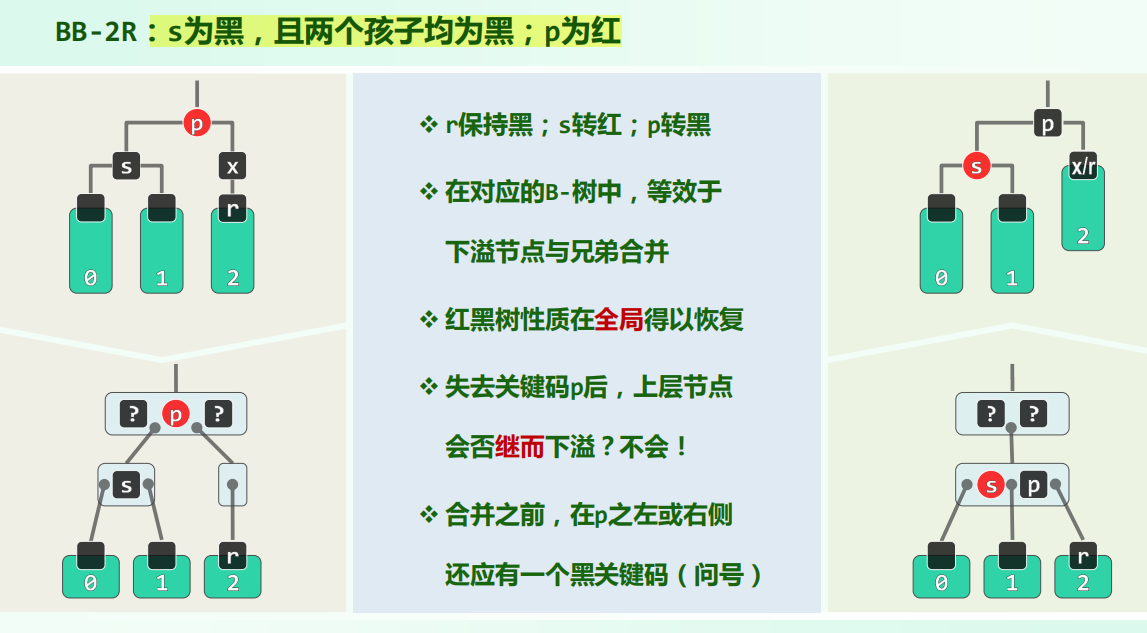 BB-2R：s为黑，且两个孩子均为黑；p为红
p
s
x
r
0
1
2
? p ?
s
r
0
1
2
❖ r保持黑；s转红；p转黑
❖ 在对应的B-树中，等效于
下溢节点与兄弟合并
❖ 红黑树性质在全局得以恢复
❖ 失去关键码p后，上层节点
会否继而下溢？不会！
❖ 合并之前，在p之左或右侧
还应有一个黑关键码（问号）
p
s
x/r
2
0
1
? ?
s p
r
0
1
2